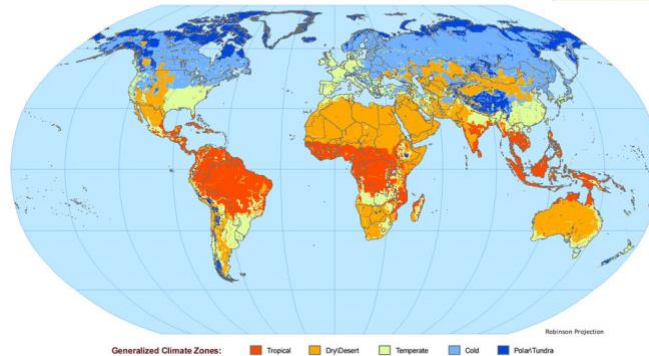 Robinson Projection
Generalized Climate Zones: Tropical Dry\Desert Temperate Cold Polar\Tundra